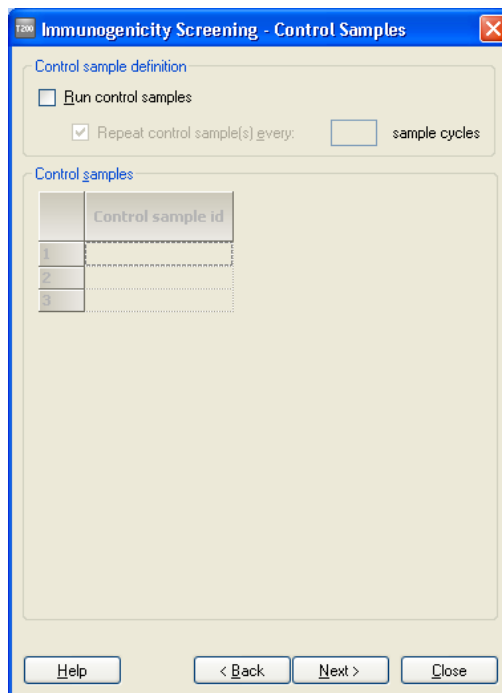 T200 Immunogenicity Screening - Control Samples
Control sample definition
Run control samples
Repeat control sample(s) every: sample cycles
Control samples
Control sample id
1
2
3
Help < Back Next > Close